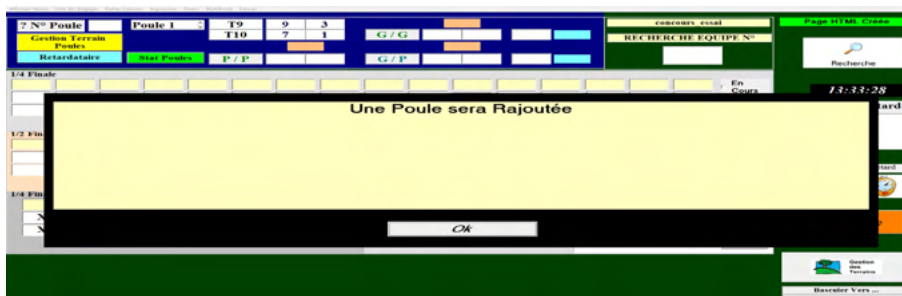 ? N° Poule
Poule 1
T9 9 3
concours essai
Page HTML Créée
Gestion Terrain
Poules
T10 7 1
G / G
RECHERCHE EQUIPE N°
Retardataire
Stat Poules
P / P
G / P
Recherche
1/4 Finale
En
Cours
13:33:28
Une Poule sera Rajoutée
1/2 Fin
1/4 Fin
Ok
Gestion
des
Terrains
Basculer Vers ...